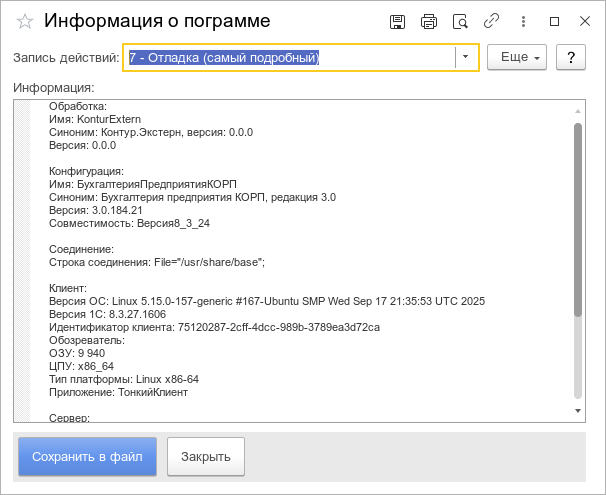 Информация о пограмме
Запись действий: 7 - Отладка (самый подробный) Еще ?
Информация:
Обработка:
Имя: KonturExtern
Синоним: Контур.Экстерн, версия: 0.0.0
Версия: 0.0.0
Конфигурация:
Имя: БухгалтерияПредприятияКОРП
Синоним: Бухгалтерия предприятия КОРП, редакция 3.0
Версия: 3.0.184.21
Совместимость: Версия8_3_24
Соединение:
Строка соединения: File="/usr/share/base";
Клиент:
Версия ОС: Linux 5.15.0-157-generic #167-Ubuntu SMP Wed Sep 17 21:35:53 UTC 2025
Версия 1С: 8.3.27.1606
Идентификатор клиента: 75120287-2cff-4dcc-989b-3789ea3d72ca
Обозреватель:
ОЗУ: 9 940
ЦПУ: x86_64
Тип платформы: Linux x86-64
Приложение: ТонкийКлиент
Сервер:
Сохранить в файл Закрыть